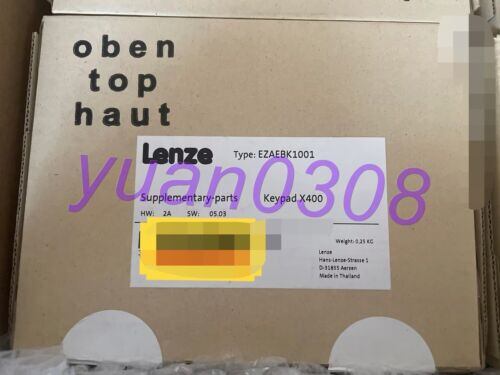 oben
top
haut
Lenze Type: EZAEBK1001
yuan0308
Supplementary-parts Keypad X400
HW: 2A SW: 05.03
Weight: 0.25 KG
Lenze
Hans-Lenze-Strasse 1
D-31855 Aerzen
Made in Thailand